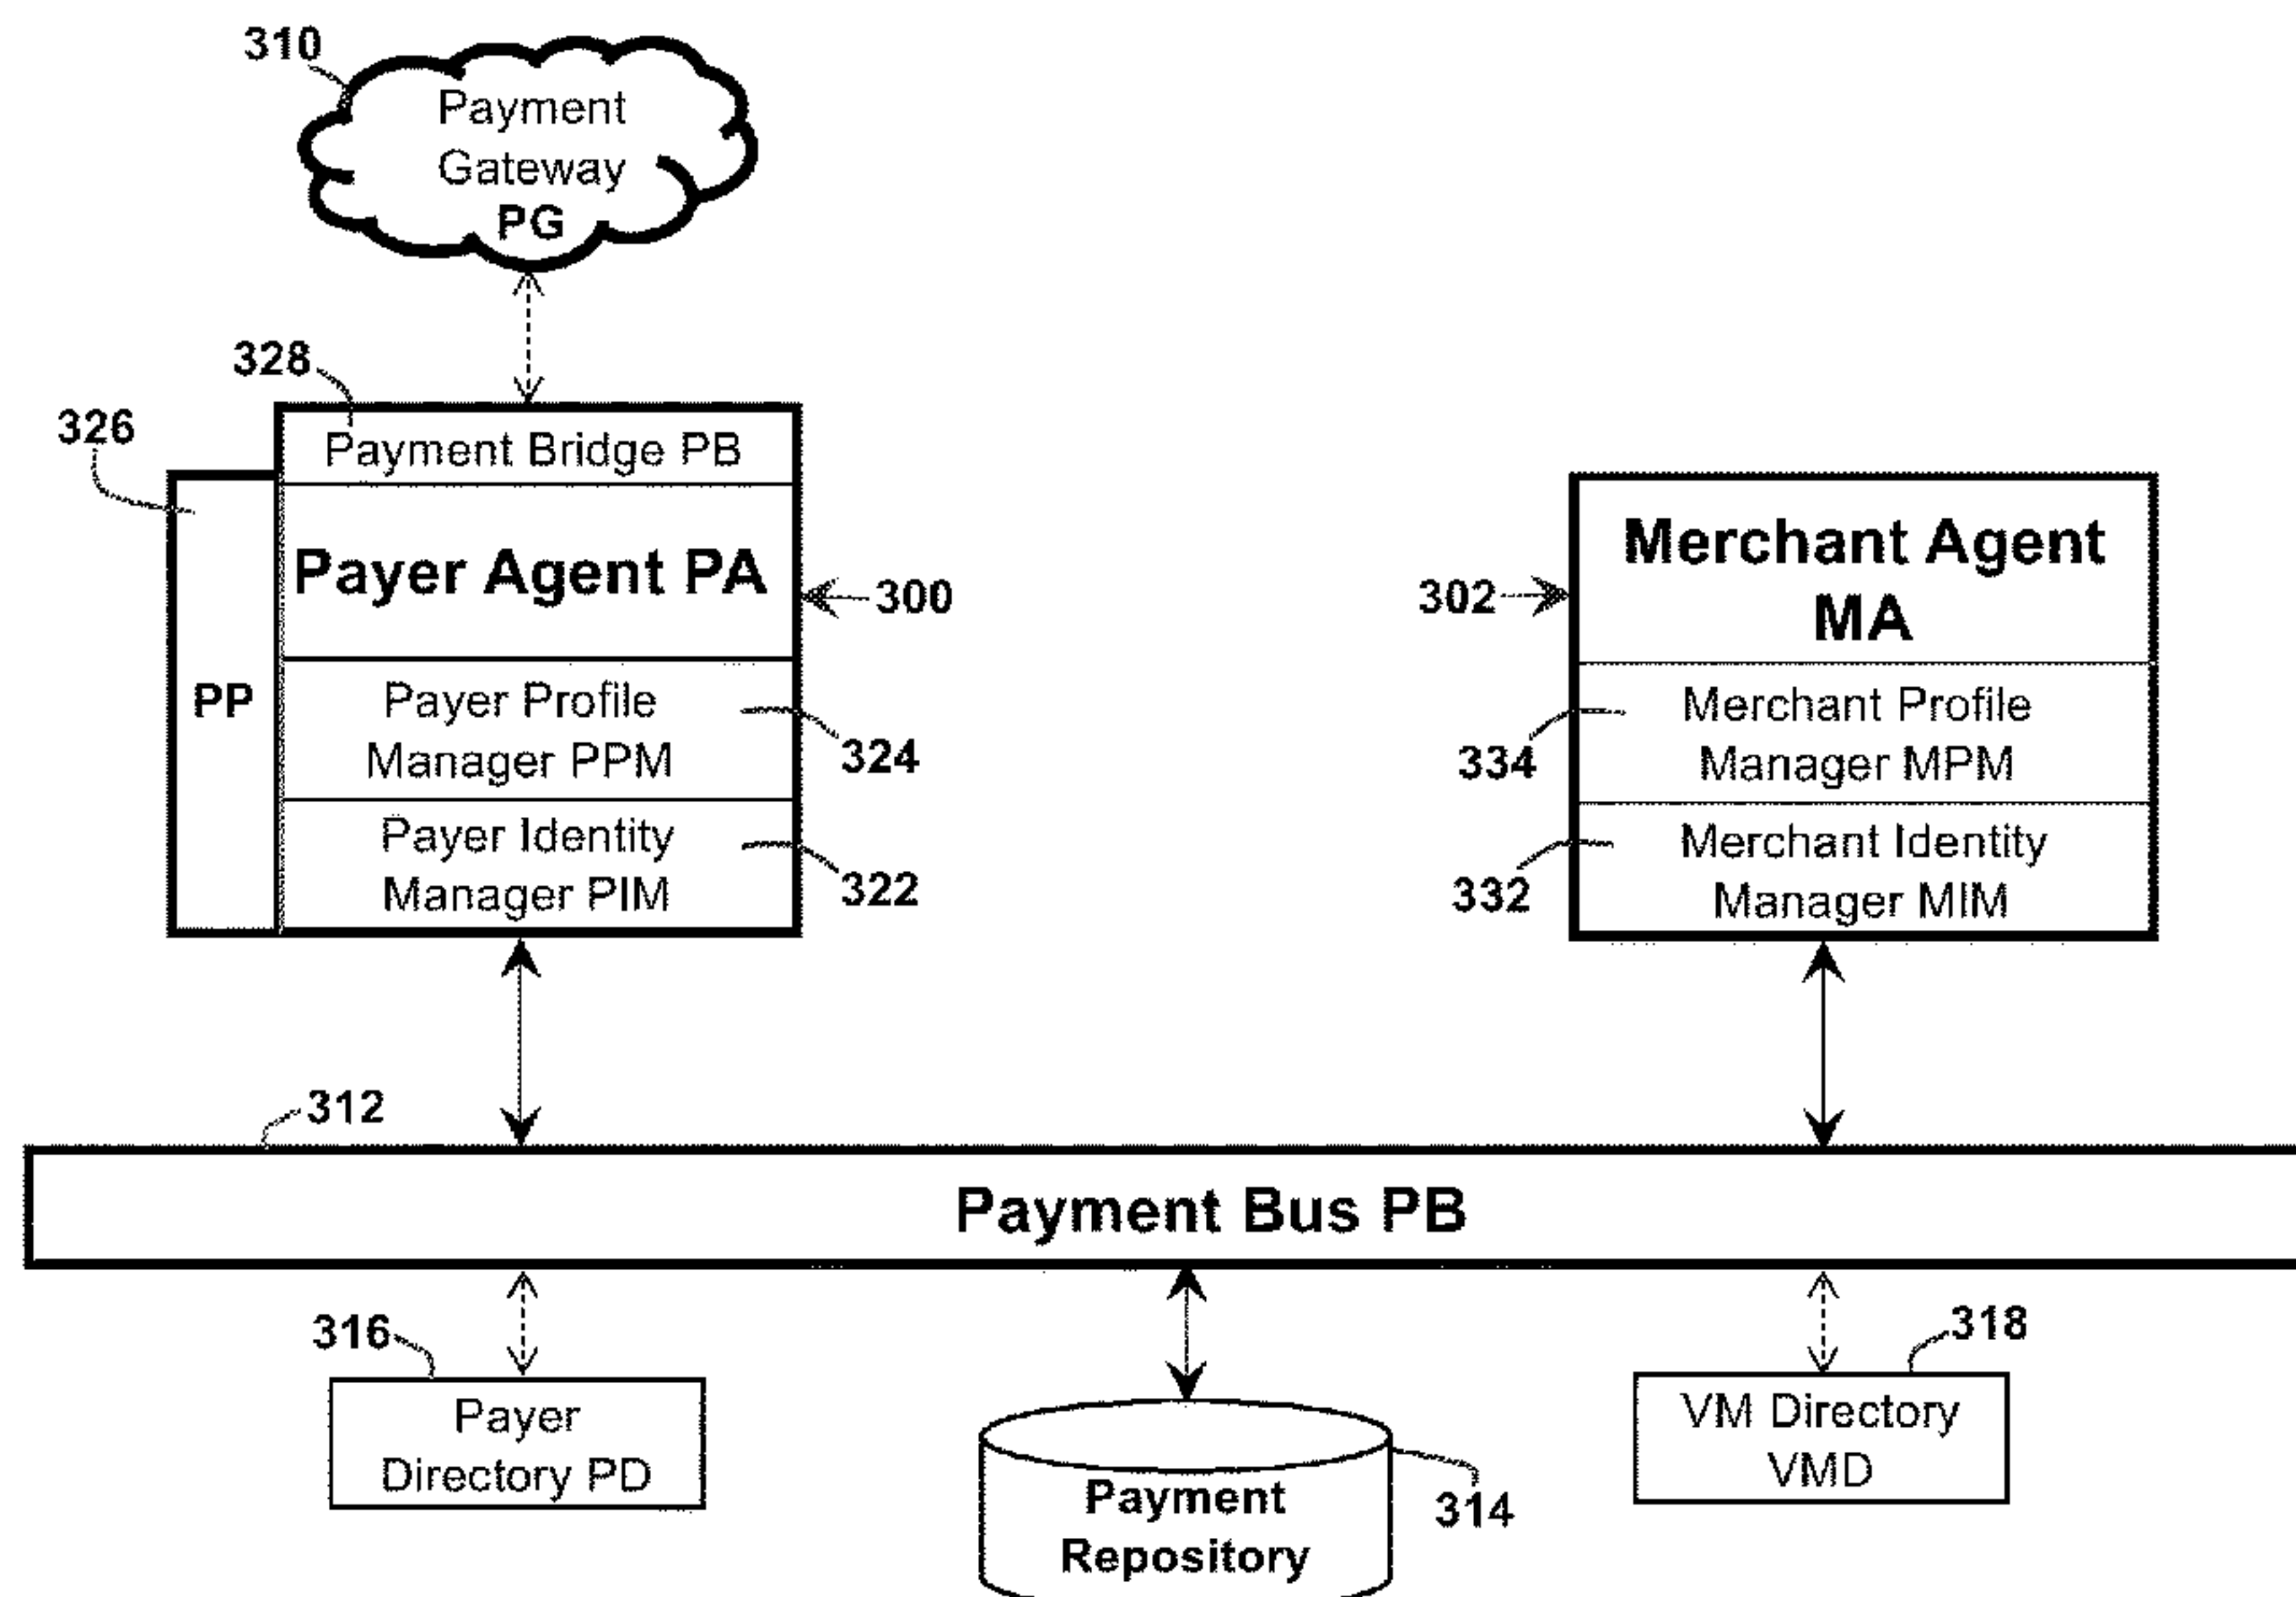 310
Payment
Gateway
PG
328
326
Payment Bridge PB
Payer Agent PA
300
PP
Payer Profile
Manager PPM
324
Payer Identity
Manager PIM
322
302
Merchant Agent
MA
Merchant Profile
Manager MPM
334
Merchant Identity
Manager MIM
332
312
Payment Bus PB
316
Payer
Directory PD
Payment
Repository
314
318
VM Directory
VMD